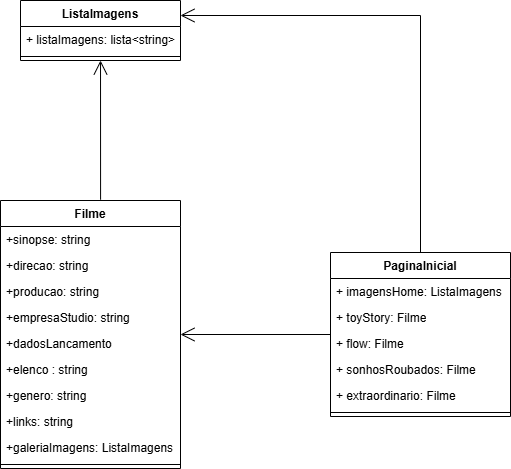 ListaImagens
+ listaImagens: lista<string>
Filme
+sinopse: string
+direcao: string
+producao: string
+empresaStudio: string
+dadosLancamento
+elenco : string
+genero: string
+links: string
+galeriaImagens: ListaImagens
PaginaInicial
+ imagensHome: ListaImagens
+ toyStory: Filme
+ flow: Filme
+ sonhosRoubados: Filme
+ extraordinario: Filme